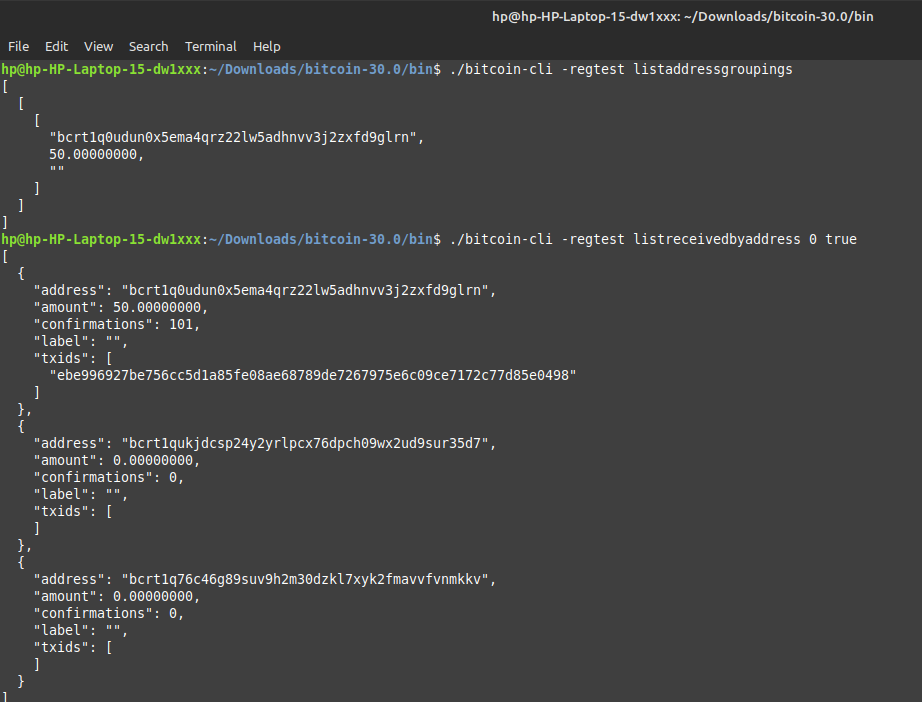 hp@hp-HP-Laptop-15-dw1xxx: ~/Downloads/bitcoin-30.0/bin
File Edit View Search Terminal Help
hp@hp-HP-Laptop-15-dw1xxx:~/Downloads/bitcoin-30.0/bin$ ./bitcoin-cli -regtest listaddressgroupings
[
  [
    [
      "bcrt1q0udun0x5ema4qrz22lw5adhnvv3j2zxfd9glrn",
      50.00000000,
      ""
    ]
  ]
]
hp@hp-HP-Laptop-15-dw1xxx:~/Downloads/bitcoin-30.0/bin$ ./bitcoin-cli -regtest listreceivedbyaddress 0 true
[
  {
    "address": "bcrt1q0udun0x5ema4qrz22lw5adhnvv3j2zxfd9glrn",
    "amount": 50.00000000,
    "confirmations": 101,
    "label": "",
    "txids": [
      "ebe996927be756cc5d1a85fe08ae68789de7267975e6c09ce7172c77d85e0498"
    ]
  },
  {
    "address": "bcrt1qukjdcsp24y2yrlpcx76dpch09wx2ud9sur35d7",
    "amount": 0.00000000,
    "confirmations": 0,
    "label": "",
    "txids": [
    ]
  },
  {
    "address": "bcrt1q76c46g89suv9h2m30dzkl7xyk2fmavvfvnmkkv",
    "amount": 0.00000000,
    "confirmations": 0,
    "label": "",
    "txids": [
    ]
  }
]